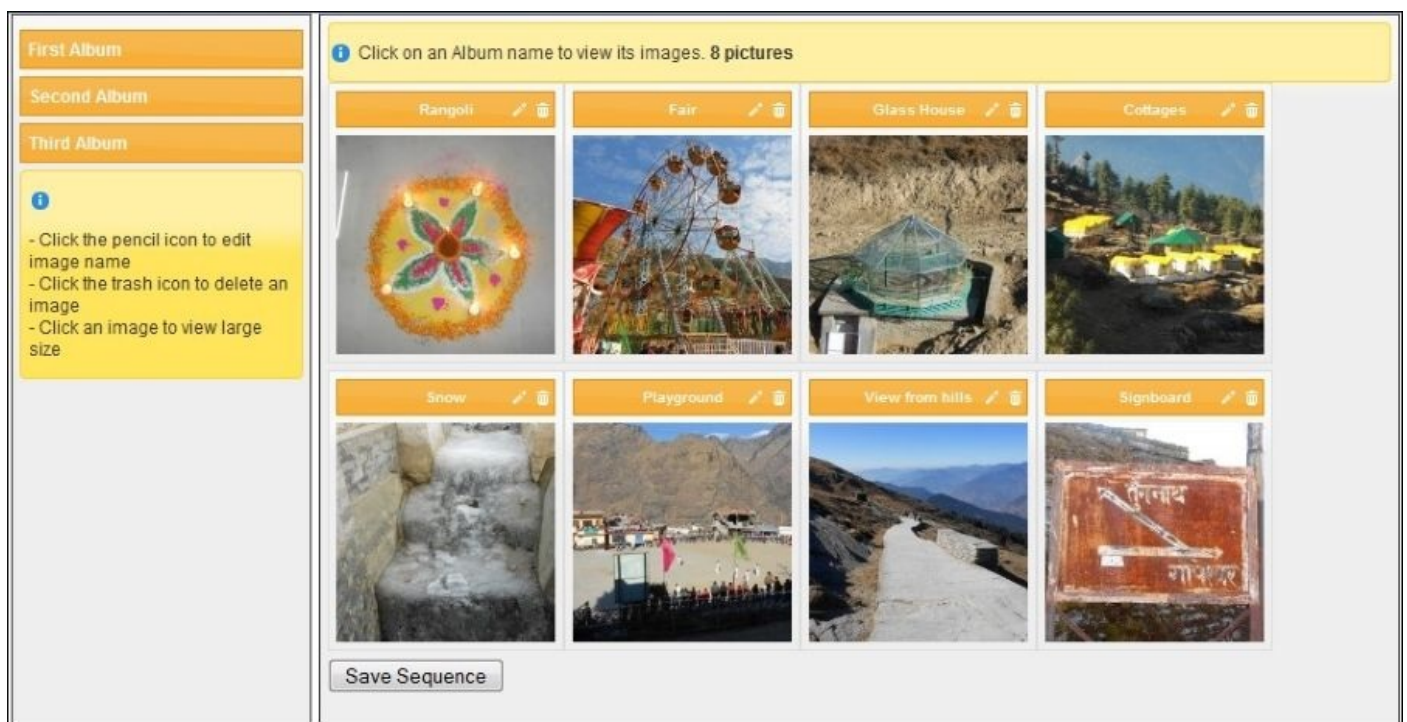 First Album
Second Album
Third Album
- Click the pencil icon to edit
image name
- Click the trash icon to delete an
image
- Click an image to view large
size
Click on an Album name to view its images. 8 pictures
Rangoli
Fair
Glass House
Cottages
Snow
Playground
View from hills
Signboard
तुंगनाथ
Save Sequence